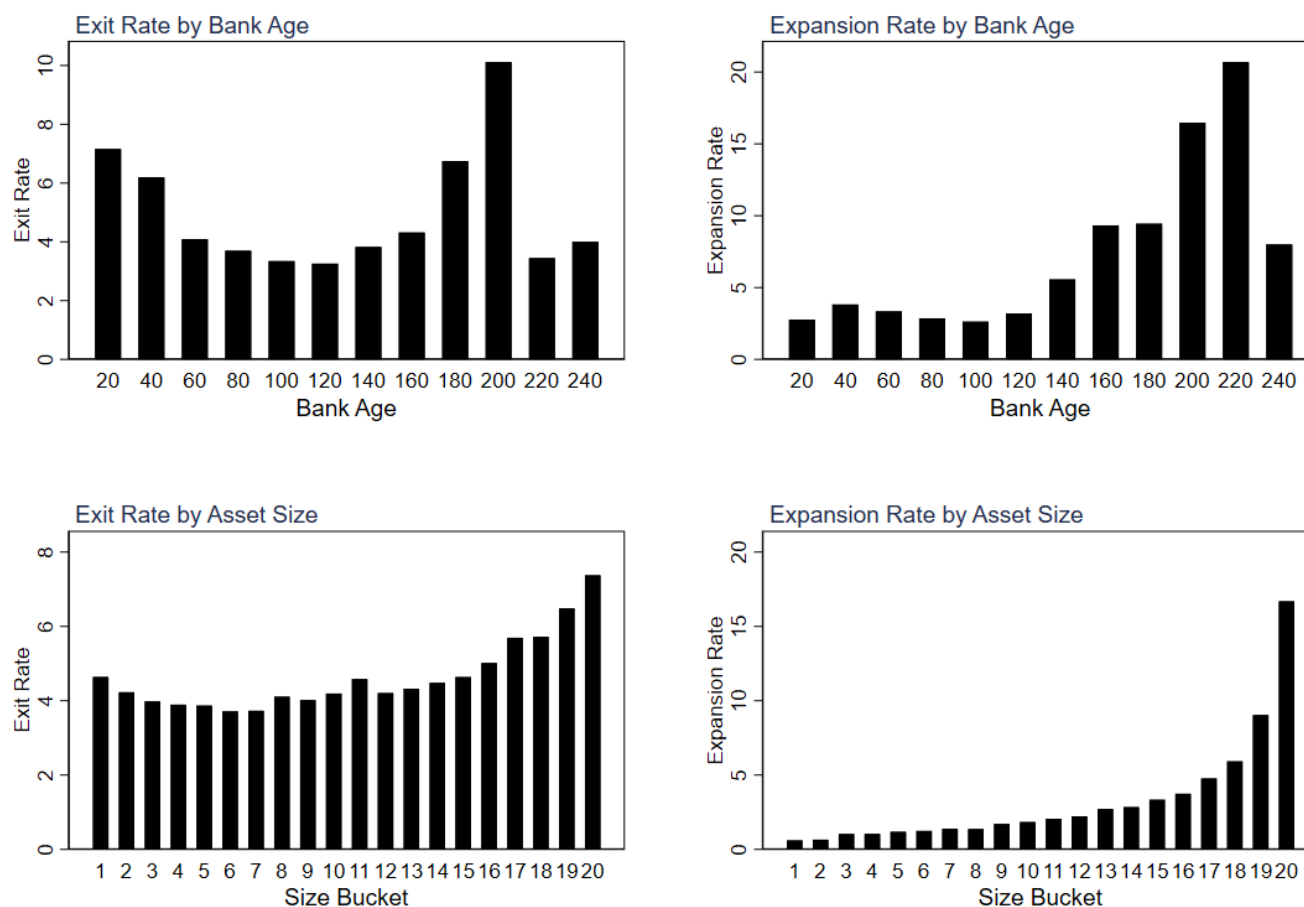 Exit Rate by Bank Age
Exit Rate
0
2
4
6
8
10
20 40 60 80 100 120 140 160 180 200 220 240
Bank Age
Expansion Rate by Bank Age
Expansion Rate
0
5
10
15
20
20 40 60 80 100 120 140 160 180 200 220 240
Bank Age
Exit Rate by Asset Size
Exit Rate
0
2
4
6
8
1 2 3 4 5 6 7 8 9 10 11 12 13 14 15 16 17 18 19 20
Size Bucket
Expansion Rate by Asset Size
Expansion Rate
0
5
10
15
20
1 2 3 4 5 6 7 8 9 10 11 12 13 14 15 16 17 18 19 20
Size Bucket